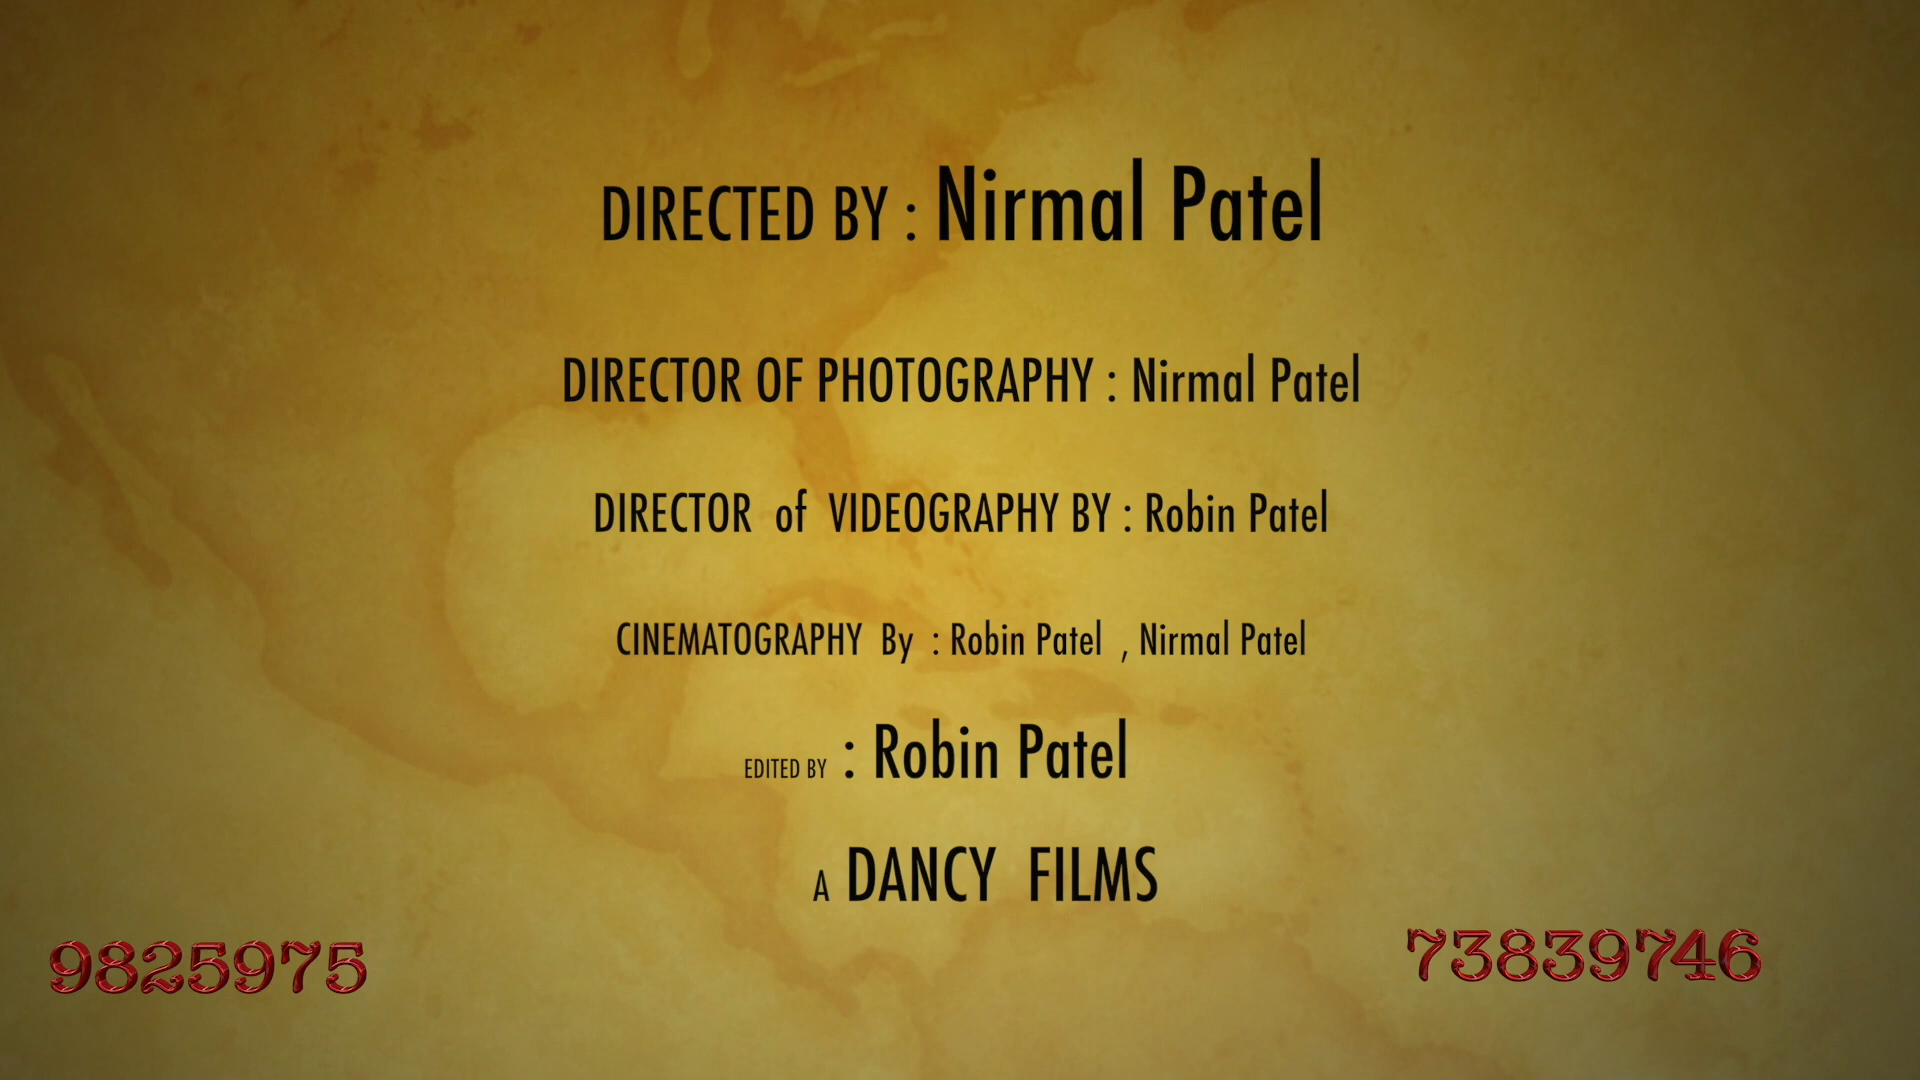 DIRECTED BY : Nirmal Patel
DIRECTOR OF PHOTOGRAPHY : Nirmal Patel
DIRECTOR of VIDEOGRAPHY BY : Robin Patel
CINEMATOGRAPHY By : Robin Patel , Nirmal Patel
EDITED BY : Robin Patel
A DANCY FILMS
9825975
73839746